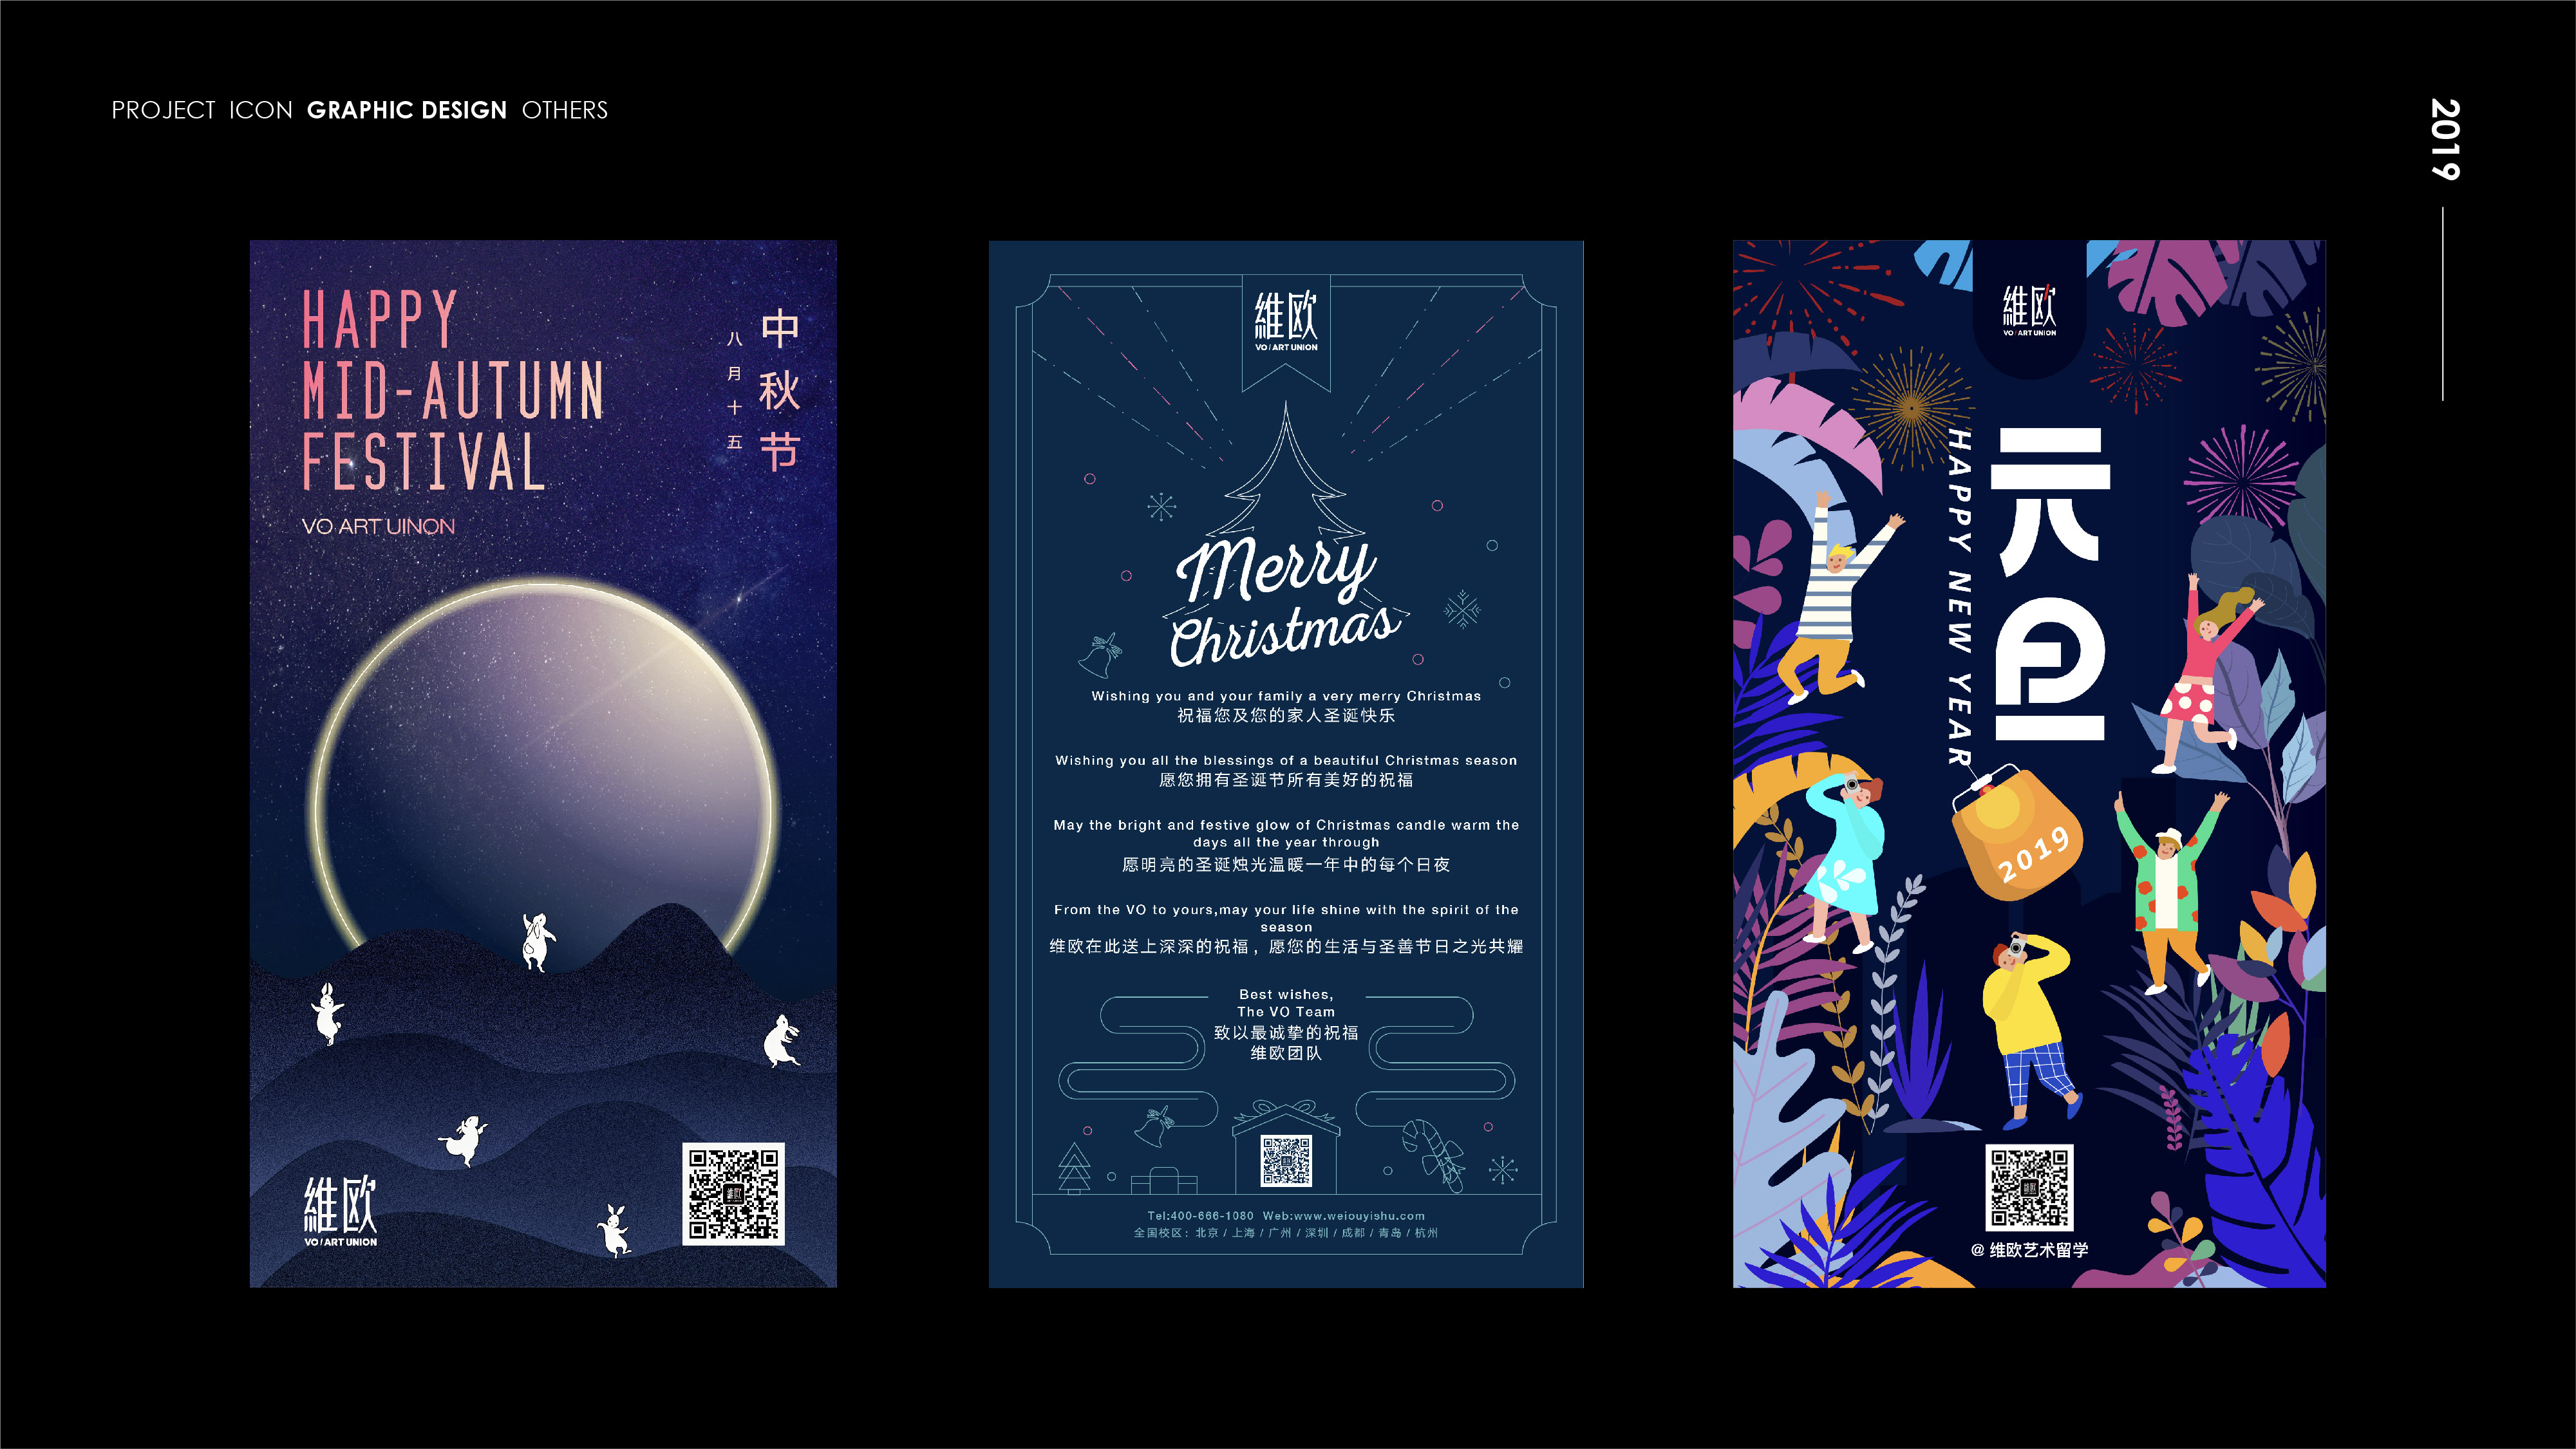 PROJECT ICON GRAPHIC DESIGN OTHERS
2019
HAPPY
MID-AUTUMN
FESTIVAL
VO ART UINON
中秋节
八月十五
維欧
VO/ART UNION
維欧
VO/ART UNION
Merry
Christmas
Wishing you and your family a very merry Christmas
祝福您及您的家人圣诞快乐
Wishing you all the blessings of a beautiful Christmas season
愿您拥有圣诞节所有美好的祝福
May the bright and festive glow of Christmas candle warm the
days all the year through
愿明亮的圣诞烛光温暖一年中的每个日夜
From the VO to yours,may your life shine with the spirit of the
season
维欧在此送上深深的祝福，愿您的生活与圣善节日之光共耀
Best wishes,
The VO Team
致以最诚挚的祝福
维欧团队
Tel:400-666-1080 Web:www.weiouyishu.com
全国校区：北京 / 上海 / 广州 / 深圳 / 成都 / 青岛 / 杭州
維欧
VO/ART UNION
元旦
HAPPY NEW YEAR
2019
@ 维欧艺术留学